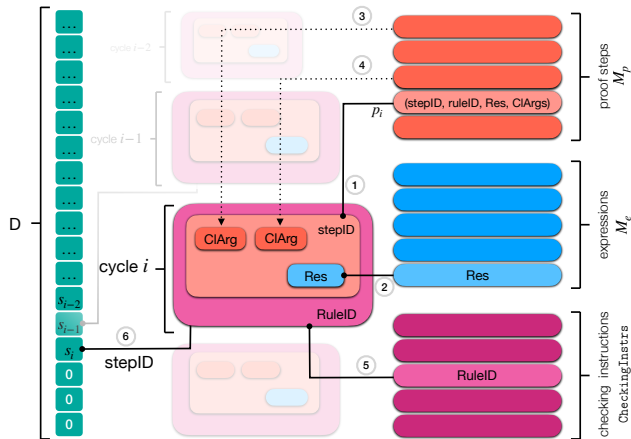 D
...
...
...
...
...
...
...
...
...
...
...
s_{i−2}
s_{i−1}
s_i
0
0
0
cycle i−2
cycle i−1
cycle i
ClArg
ClArg
stepID
Res
RuleID
stepID
3
4
1
2
6
5
p_i
(stepID, ruleID, Res, ClArgs)
proof steps
M_p
Res
expressions
M_e
RuleID
checking instructions
CheckingInstrs